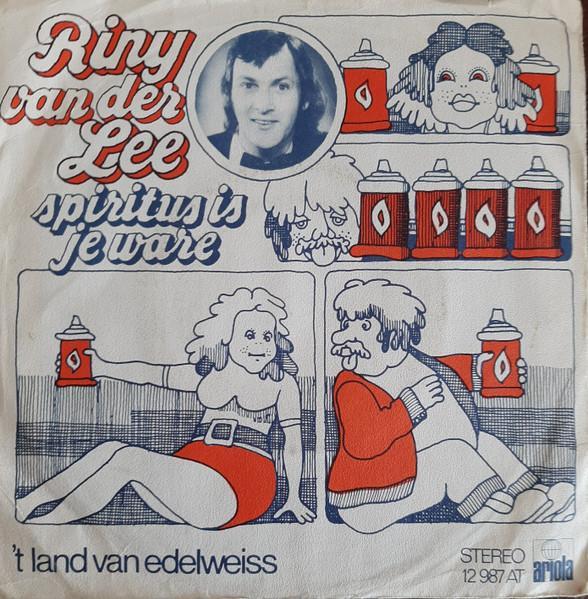 Riny
van der
Lee
spiritus is
je ware
't land van edelweiss
STEREO
12 987 AT
ariola